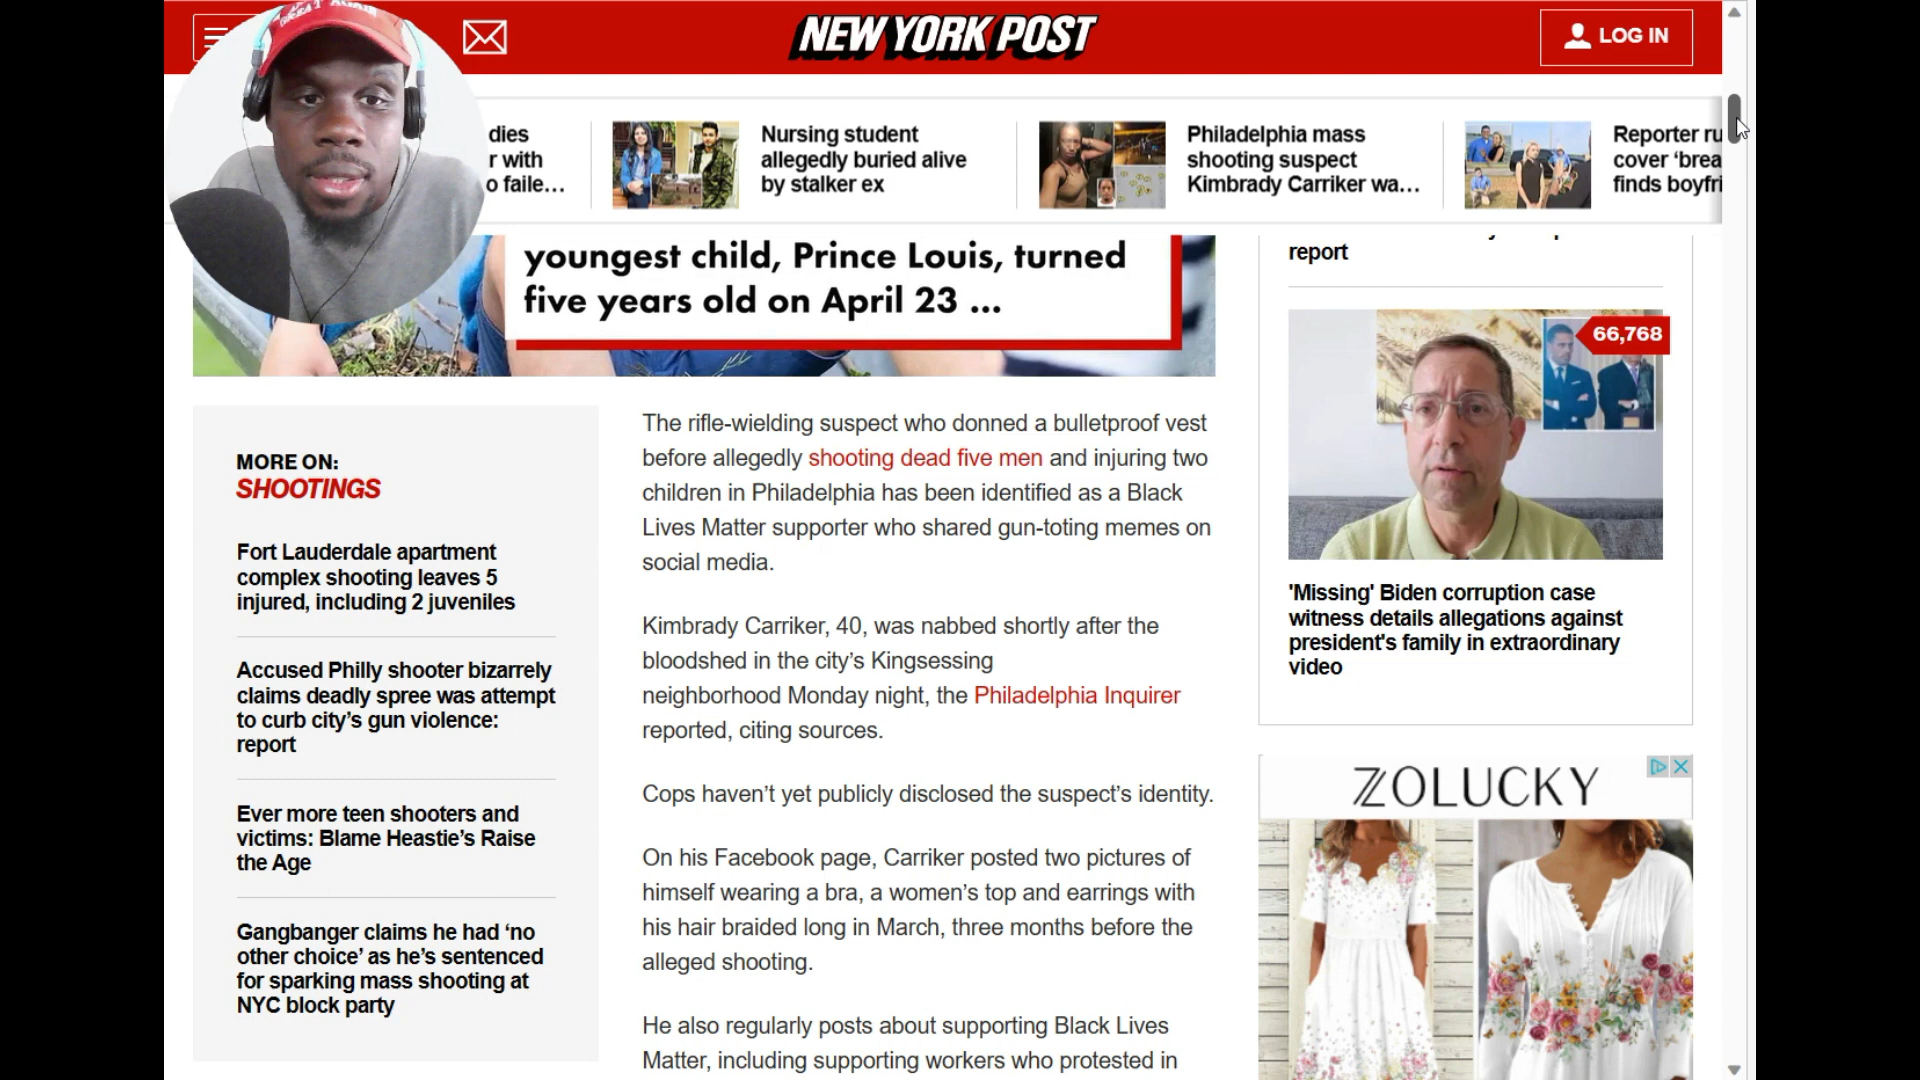 GREAT AGAIN
NEW YORK POST
LOG IN
dies
r with
o faile...
Nursing student
allegedly buried alive
by stalker ex
Philadelphia mass
shooting suspect
Kimbrady Carriker wa...
Reporter ru
cover ‘brea
finds boyfri
youngest child, Prince Louis, turned
five years old on April 23 ...
MORE ON:
SHOOTINGS
Fort Lauderdale apartment
complex shooting leaves 5
injured, including 2 juveniles
Accused Philly shooter bizarrely
claims deadly spree was attempt
to curb city’s gun violence:
report
Ever more teen shooters and
victims: Blame Heastie’s Raise
the Age
Gangbanger claims he had ‘no
other choice’ as he’s sentenced
for sparking mass shooting at
NYC block party
The rifle-wielding suspect who donned a bulletproof vest
before allegedly shooting dead five men and injuring two
children in Philadelphia has been identified as a Black
Lives Matter supporter who shared gun-toting memes on
social media.
Kimbrady Carriker, 40, was nabbed shortly after the
bloodshed in the city’s Kingsessing
neighborhood Monday night, the Philadelphia Inquirer
reported, citing sources.
Cops haven’t yet publicly disclosed the suspect’s identity.
On his Facebook page, Carriker posted two pictures of
himself wearing a bra, a women’s top and earrings with
his hair braided long in March, three months before the
alleged shooting.
He also regularly posts about supporting Black Lives
Matter, including supporting workers who protested in
report
66,768
'Missing' Biden corruption case
witness details allegations against
president's family in extraordinary
video
ZOLUCKY